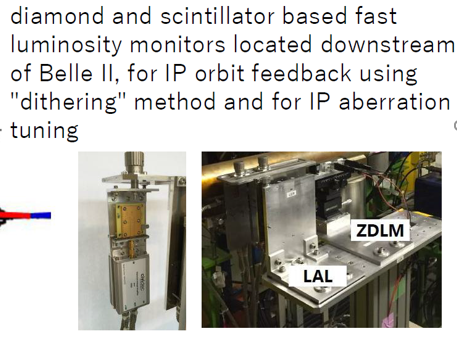 diamond and scintillator based fast
luminosity monitors located downstream
of Belle II, for IP orbit feedback using
"dithering" method and for IP aberration
tuning
ZDLM
LAL